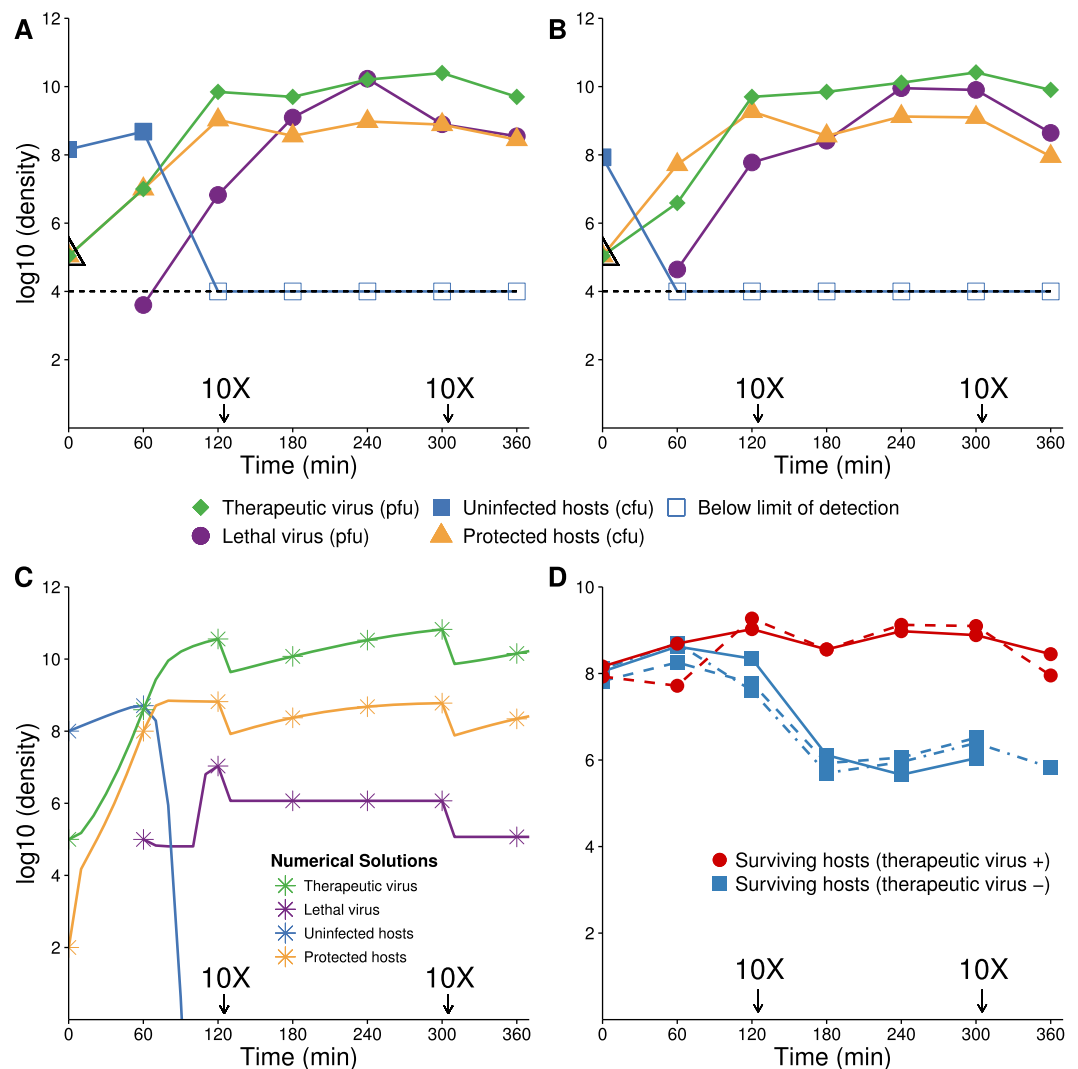 A
12
10
8
6
4
2
log10 (density)
10X
10X
0 60 120 180 240 300 360
Time (min)
B
12
10
8
6
4
2
10X
10X
0 60 120 180 240 300 360
Time (min)
Therapeutic virus (pfu) Uninfected hosts (cfu) Below limit of detection
Lethal virus (pfu) Protected hosts (cfu)
C
12
10
8
6
4
2
log10 (density)
Numerical Solutions
Therapeutic virus
Lethal virus
Uninfected hosts
Protected hosts
10X
10X
0 60 120 180 240 300 360
Time (min)
D
10
8
6
4
2
Surviving hosts (therapeutic virus +)
Surviving hosts (therapeutic virus −)
10X
10X
0 60 120 180 240 300 360
Time (min)